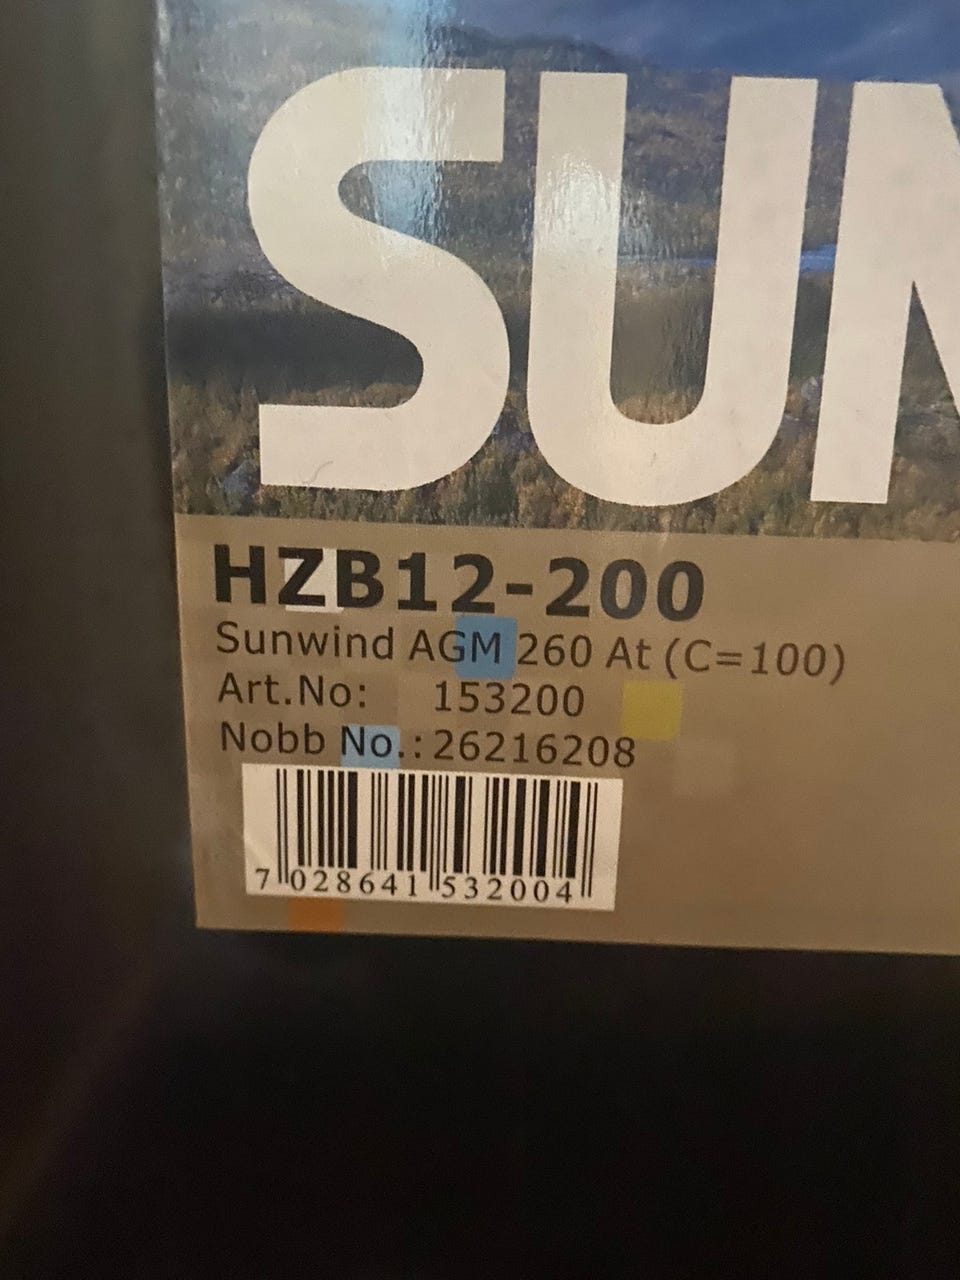 SUN
HZB12-200
Sunwind AGM 260 At (C=100)
Art.No: 153200
Nobb No.: 26216208
7 028641 532004